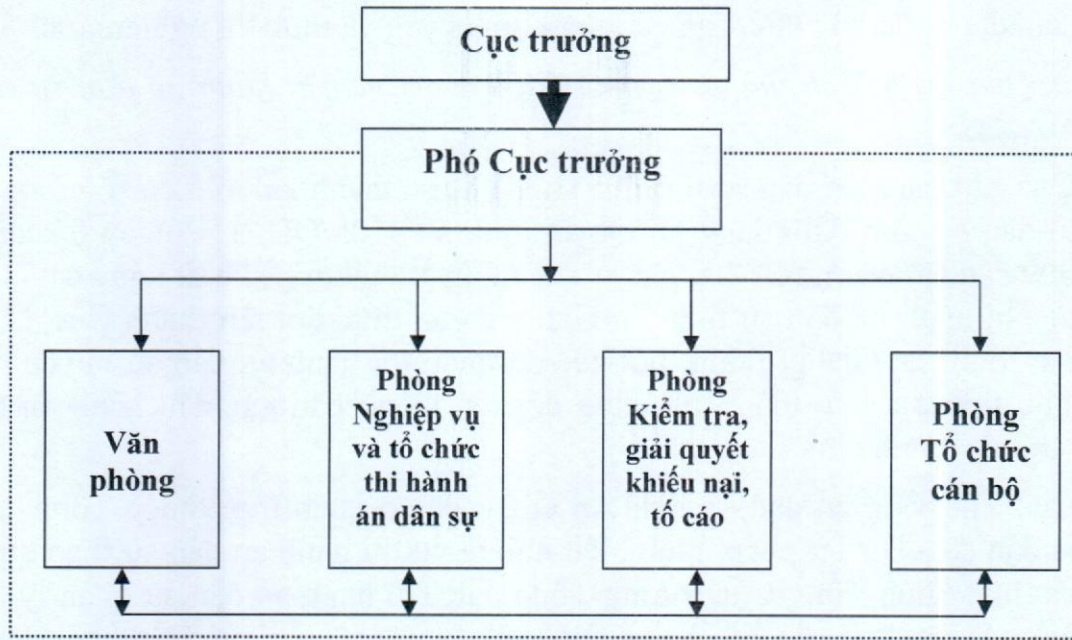 Cục trưởng
Phó Cục trưởng
Văn
phòng
Phòng
Nghiệp vụ
và tổ chức
thi hành
án dân sự
Phòng
Kiểm tra,
giải quyết
khiếu nại,
tố cáo
Phòng
Tổ chức
cán bộ